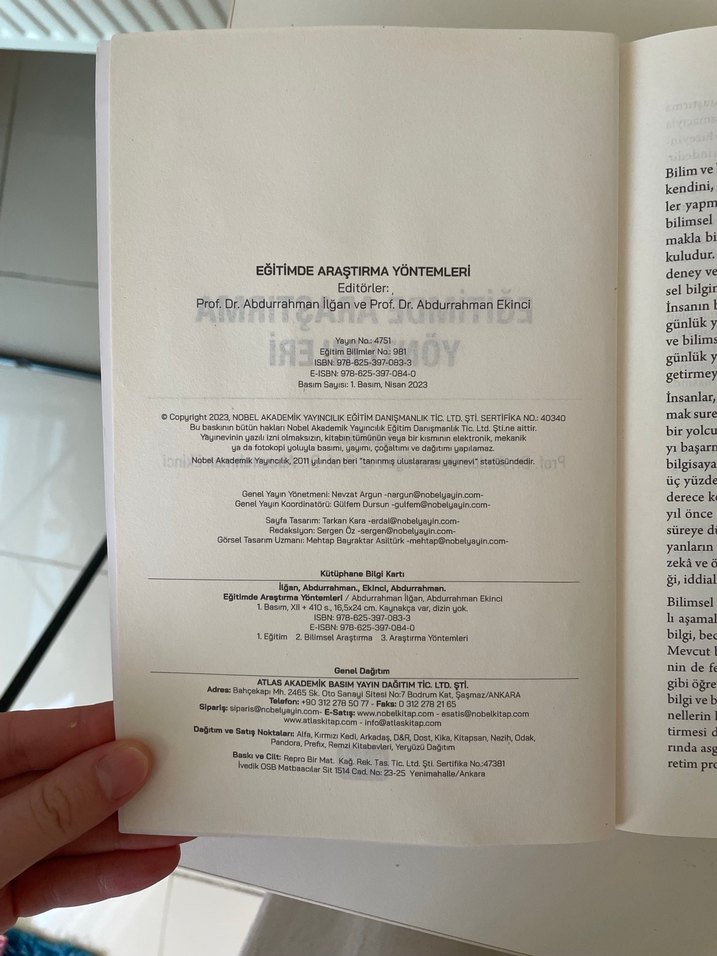 EĞİTİMDE ARAŞTIRMA YÖNTEMLERİ
Editörler:
Prof. Dr. Abdurrahman İlğan ve Prof. Dr. Abdurrahman Ekinci
Yayın No.: 4751
Eğitim Bilimler No.: 981
ISBN: 978-625-397-083-3
E-ISBN: 978-625-397-084-0
Basım Sayısı: 1. Basım, Nisan 2023
© Copyright 2023, NOBEL AKADEMİK YAYINCILIK EĞİTİM DANIŞMANLIK TİC. LTD. ŞTİ. SERTİFİKA NO.: 40340
Bu baskının bütün hakları Nobel Akademik Yayıncılık Eğitim Danışmanlık Tic. Ltd. Şti.ne aittir.
Yayınevinin yazılı izni olmaksızın, kitabın tümünün veya bir kısmının elektronik, mekanik
ya da fotokopi yoluyla basımı, yayımı, çoğaltımı ve dağıtımı yapılamaz.
Nobel Akademik Yayıncılık, 2011 yılından beri "tanınmış uluslararası yayınevi" statüsündedir.
Genel Yayın Yönetmeni: Nevzat Argun -nargun@nobelyayin.com-
Genel Yayın Koordinatörü: Gülfem Dursun -gulfem@nobelyayin.com-
Sayfa Tasarım: Tarkan Kara -erdal@nobelyayin.com-
Redaksiyon: Sergen Öz -sergen@nobelyayin.com-
Görsel Tasarım Uzmanı: Mehtap Bayraktar Asiltürk -mehtap@nobelyayin.com-
Kütüphane Bilgi Kartı
İlğan, Abdurrahman., Ekinci, Abdurrahman.
Eğitimde Araştırma Yöntemleri / Abdurrahman İlğan, Abdurrahman Ekinci
1. Basım, XII + 410 s., 16,5x24 cm. Kaynakça var, dizin yok.
ISBN: 978-625-397-083-3
E-ISBN: 978-625-397-084-0
1. Eğitim 2. Bilimsel Araştırma 3. Araştırma Yöntemleri
Genel Dağıtım
ATLAS AKADEMİK BASIM YAYIN DAĞITIM TİC. LTD. ŞTİ.
Adres: Bahçekapı Mh. 2465 Sk. Oto Sanayi Sitesi No:7 Bodrum Kat, Şaşmaz/ANKARA
Telefon: +90 312 278 50 77 - Faks: 0 312 278 21 65
Sipariş: siparis@nobelyayin.com- E-Satış: www.nobelkitap.com - esatis@nobelkitap.com
www.atlaskitap.com - info@atlaskitap.com
Dağıtım ve Satış Noktaları: Alfa, Kırmızı Kedi, Arkadaş, D&R, Dost, Kika, Kitapsan, Nezih, Odak,
Pandora, Prefix, Remzi Kitabevleri, Yeryüzü Dağıtım
Baskı ve Cilt: Repro Bir Mat. Kağ. Rek. Tas. Tic. Ltd. Şti. Sertifika No.:47381
İvedik OSB Matbaacılar Sit 1514 Cad. No: 23-25 Yenimahalle/Ankara
Bilim ve
kendini,
ler yapm
bilimsel
makla bi
kuludur.
deney ve
sel bilgin
İnsanın b
günlük y
ve bilims
günlük y
getirmey
İnsanlar,
mak sure
bir yolcu
yı başarm
bilgisaya
üç yüzde
derece ke
yıl önce
süreye dü
yanların
zekâ ve ö
ği, iddial
Bilimsel
lı aşamal
bilgi, bec
Mevcut b
nin de fe
gibi öğre
bilgi ve b
nellerin
tirmesi d
rında asg
retim pro